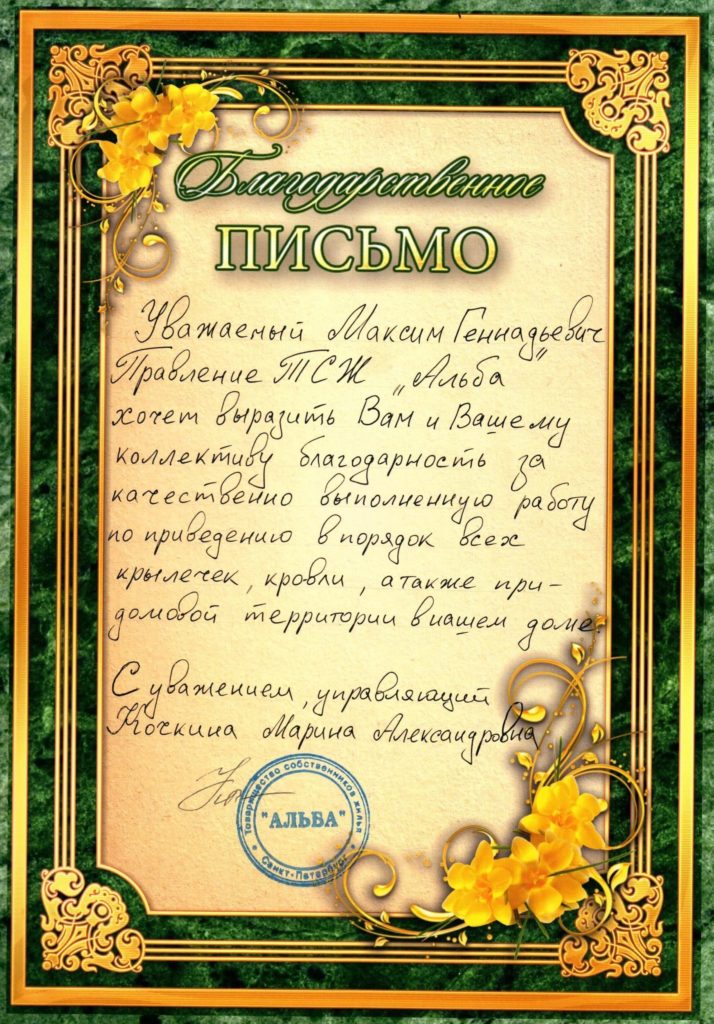 Благодарственное
ПИСЬМО
Уважаемый Максим Геннадьевич
Правление ТСЖ „Альба"
хочет выразить Вам и Вашему
коллективу благодарность за
качественно выполненную работу
по приведению в порядок всех
крылечек, кровли, а также при-
домовой территории в нашем доме.
С уважением, управляющий
Кочкина Марина Александровна
Товарищество собственников жилья
"АЛЬБА"
Санкт-Петербург